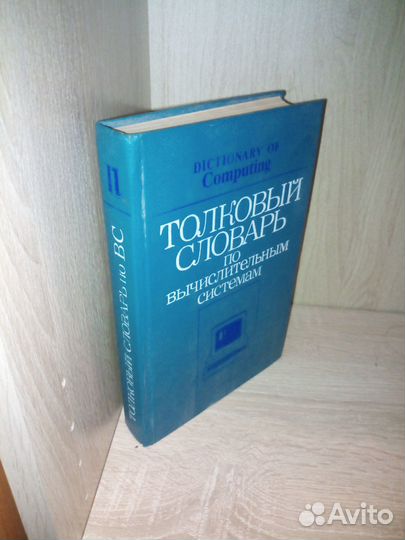 DICTIONARY OF
Computing
ТОЛКОВЫЙ
СЛОВАРЬ
ПО
ВЫЧИСЛИТЕЛЬНЫМ
СИСТЕМАМ
ТОЛКОВЫЙ СЛОВАРЬ ПО ВС
Avito